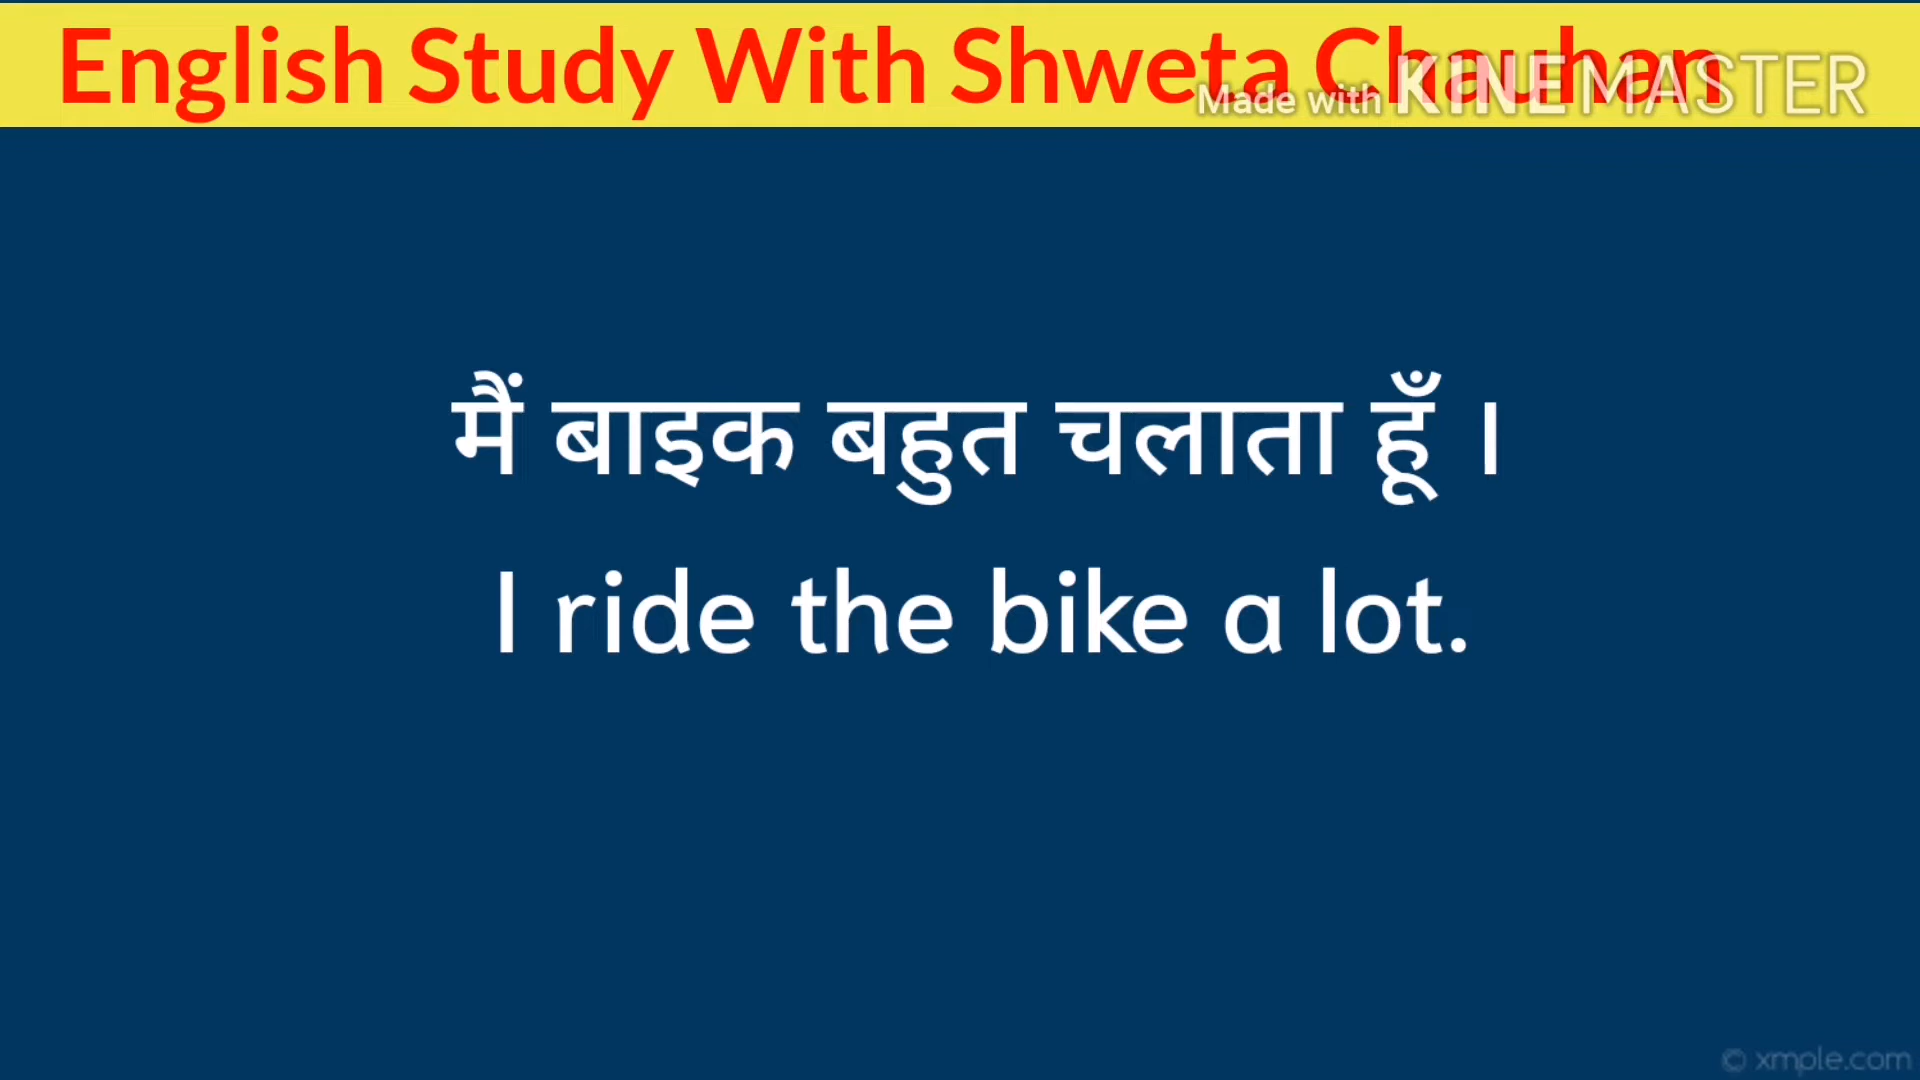 English Study With Shweta Chauhan
Made with KINEMASTER
मैं बाइक बहुत चलाता हूँ ।
I ride the bike a lot.
© xmple.com